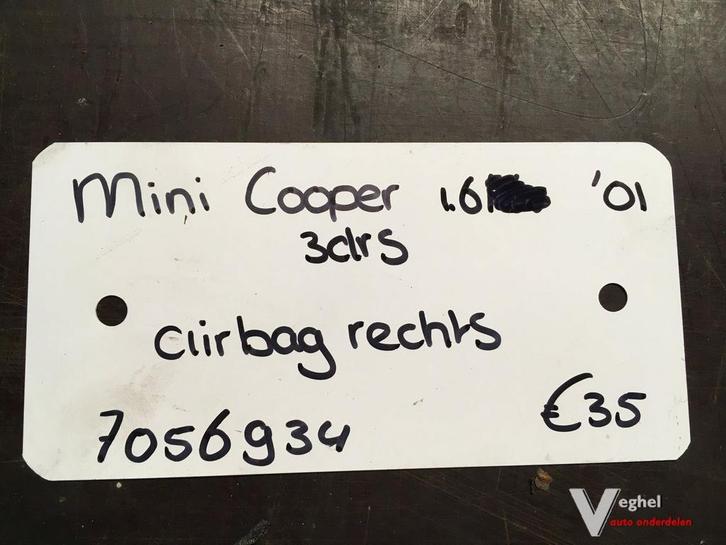 Mini Cooper 1.6 '01
3drs
airbag rechts
€35
7056934
Veghel
auto onderdelen